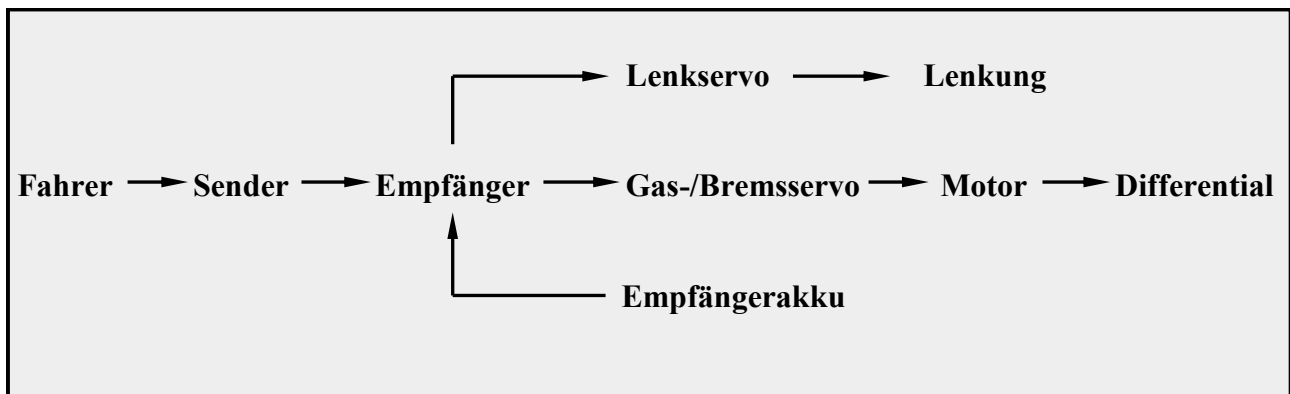 Lenkservo Lenkung
Fahrer Sender Empfänger Gas-/Bremsservo Motor Differential
Empfängerakku